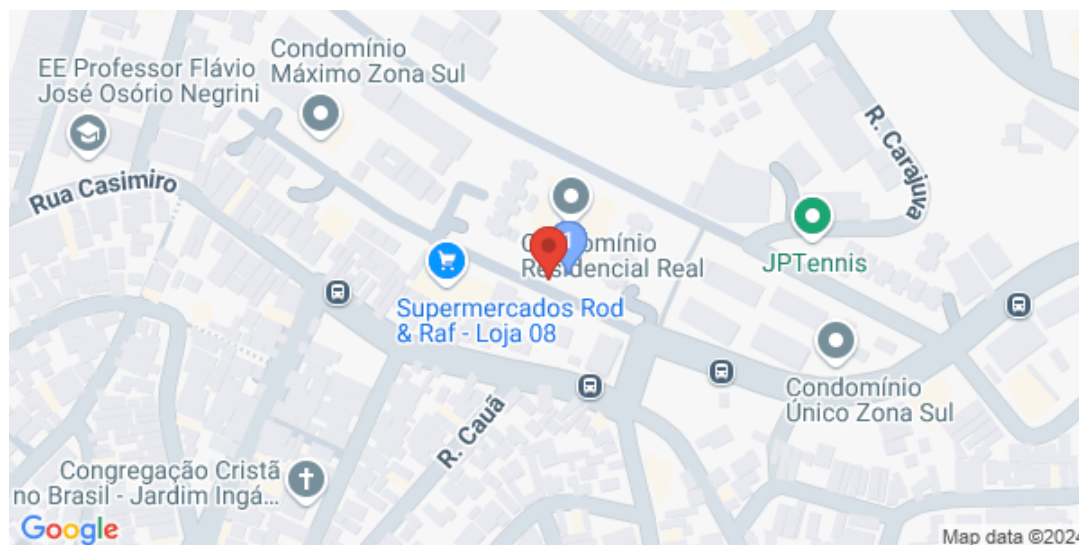 Condomínio
Máximo Zona Sul
EE Professor Flávio
José Osório Negrini
R. Carajuva
Rua Casimiro
Residencial Real
JPTennis
Supermercados Rod
& Raf - Loja 08
Condomínio
Único Zona Sul
R. Cauã
Congregação Cristã
no Brasil - Jardim Ingá...
Google
Map data ©2024